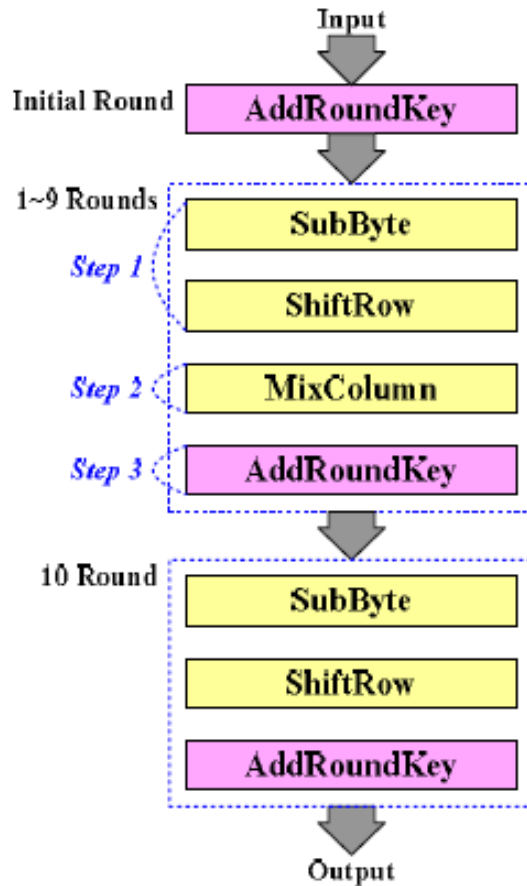 Input
Initial Round
AddRoundKey
1~9 Rounds
SubByte
Step 1
ShiftRow
Step 2
MixColumn
Step 3
AddRoundKey
10 Round
SubByte
ShiftRow
AddRoundKey
Output